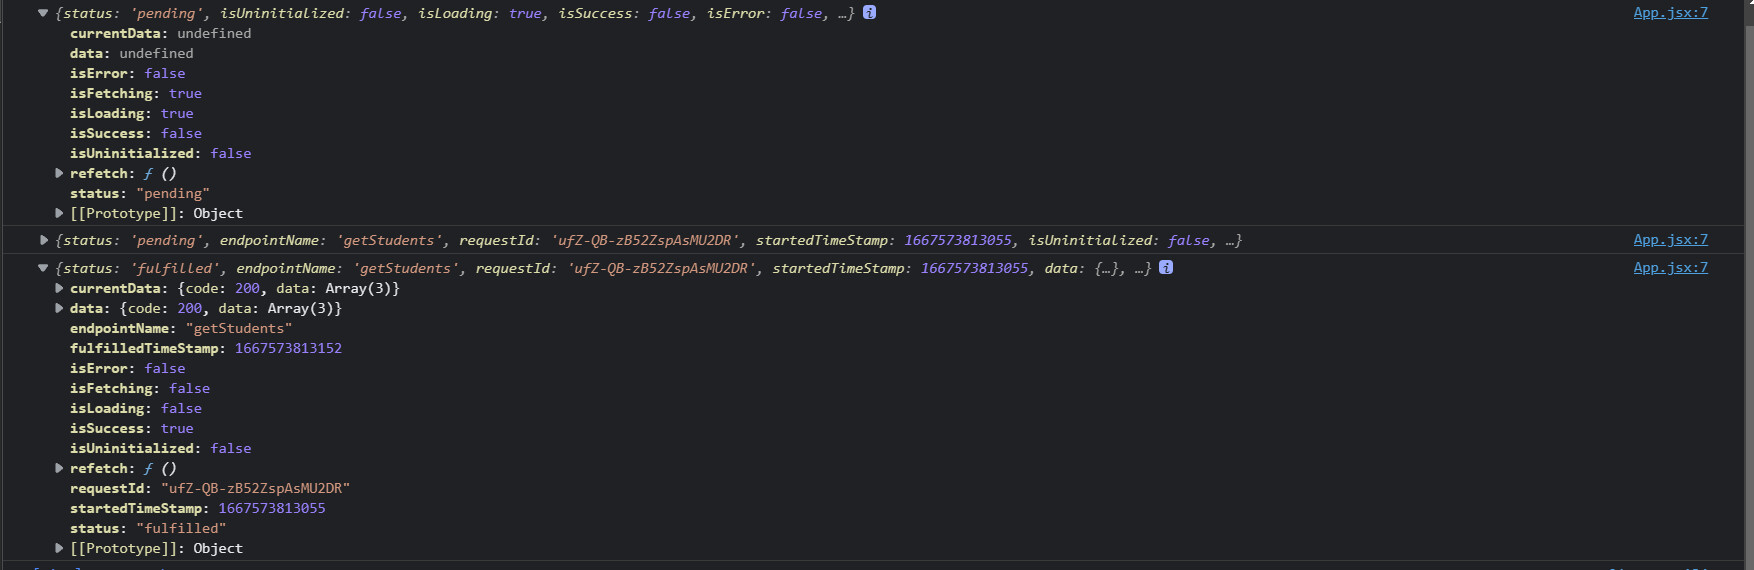 {status: 'pending', isUninitialized: false, isLoading: true, isSuccess: false, isError: false, …} i App.jsx:7
currentData: undefined
data: undefined
isError: false
isFetching: true
isLoading: true
isSuccess: false
isUninitialized: false
refetch: ƒ ()
status: "pending"
[[Prototype]]: Object
{status: 'pending', endpointName: 'getStudents', requestId: 'ufZ-QB-zB52ZspAsMU2DR', startedTimeStamp: 1667573813055, isUninitialized: false, …} App.jsx:7
{status: 'fulfilled', endpointName: 'getStudents', requestId: 'ufZ-QB-zB52ZspAsMU2DR', startedTimeStamp: 1667573813055, data: {…}, …} i App.jsx:7
currentData: {code: 200, data: Array(3)}
data: {code: 200, data: Array(3)}
endpointName: "getStudents"
fulfilledTimeStamp: 1667573813152
isError: false
isFetching: false
isLoading: false
isSuccess: true
isUninitialized: false
refetch: ƒ ()
requestId: "ufZ-QB-zB52ZspAsMU2DR"
startedTimeStamp: 1667573813055
status: "fulfilled"
[[Prototype]]: Object